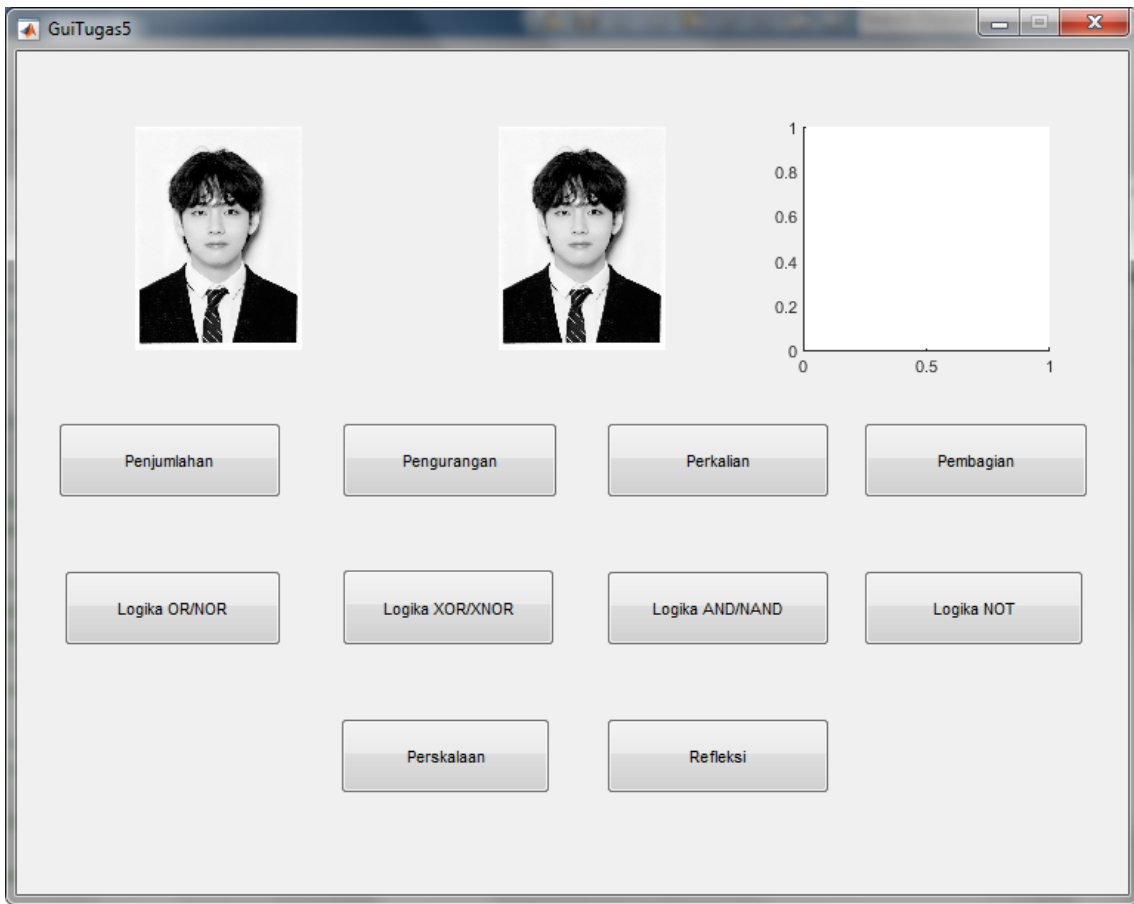 GuiTugas5
1
0.8
0.6
0.4
0.2
0
0 0.5 1
Penjumlahan Pengurangan Perkalian Pembagian
Logika OR/NOR Logika XOR/XNOR Logika AND/NAND Logika NOT
Perskalaan Refleksi